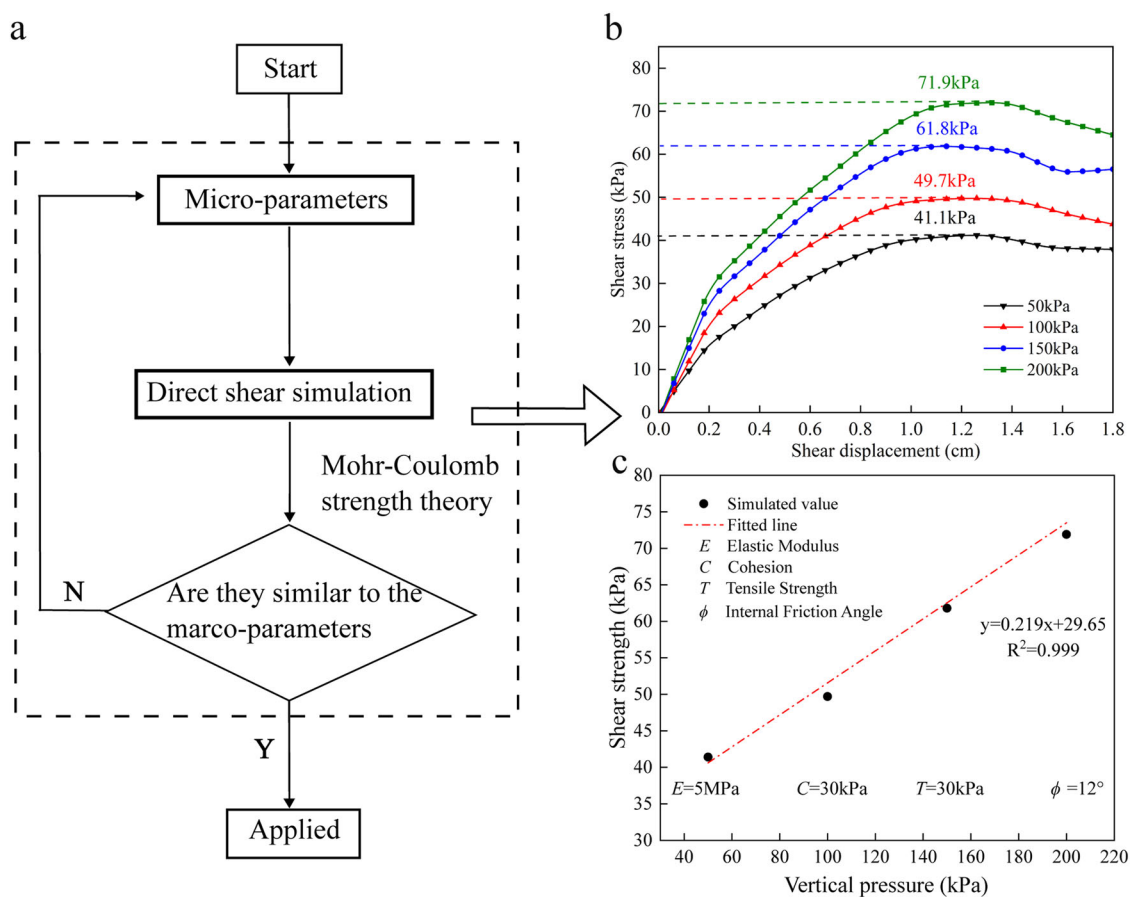 a
Start
Micro-parameters
Direct shear simulation
Mohr-Coulomb
strength theory
N
Are they similar to the
marco-parameters
Y
Applied
b
85
80
70
60
50
40
30
20
10
0
Shear stress (kPa)
71.9kPa
61.8kPa
49.7kPa
41.1kPa
50kPa
100kPa
150kPa
200kPa
0.0 0.2 0.4 0.6 0.8 1.0 1.2 1.4 1.6 1.8
Shear displacement (cm)
c
80
75
70
65
60
55
50
45
40
35
30
Shear strength (kPa)
Simulated value
Fitted line
E Elastic Modulus
C Cohesion
T Tensile Strength
ϕ Internal Friction Angle
y=0.219x+29.65
R²=0.999
E=5MPa C=30kPa T=30kPa ϕ =12°
40 60 80 100 120 140 160 180 200 220
Vertical pressure (kPa)